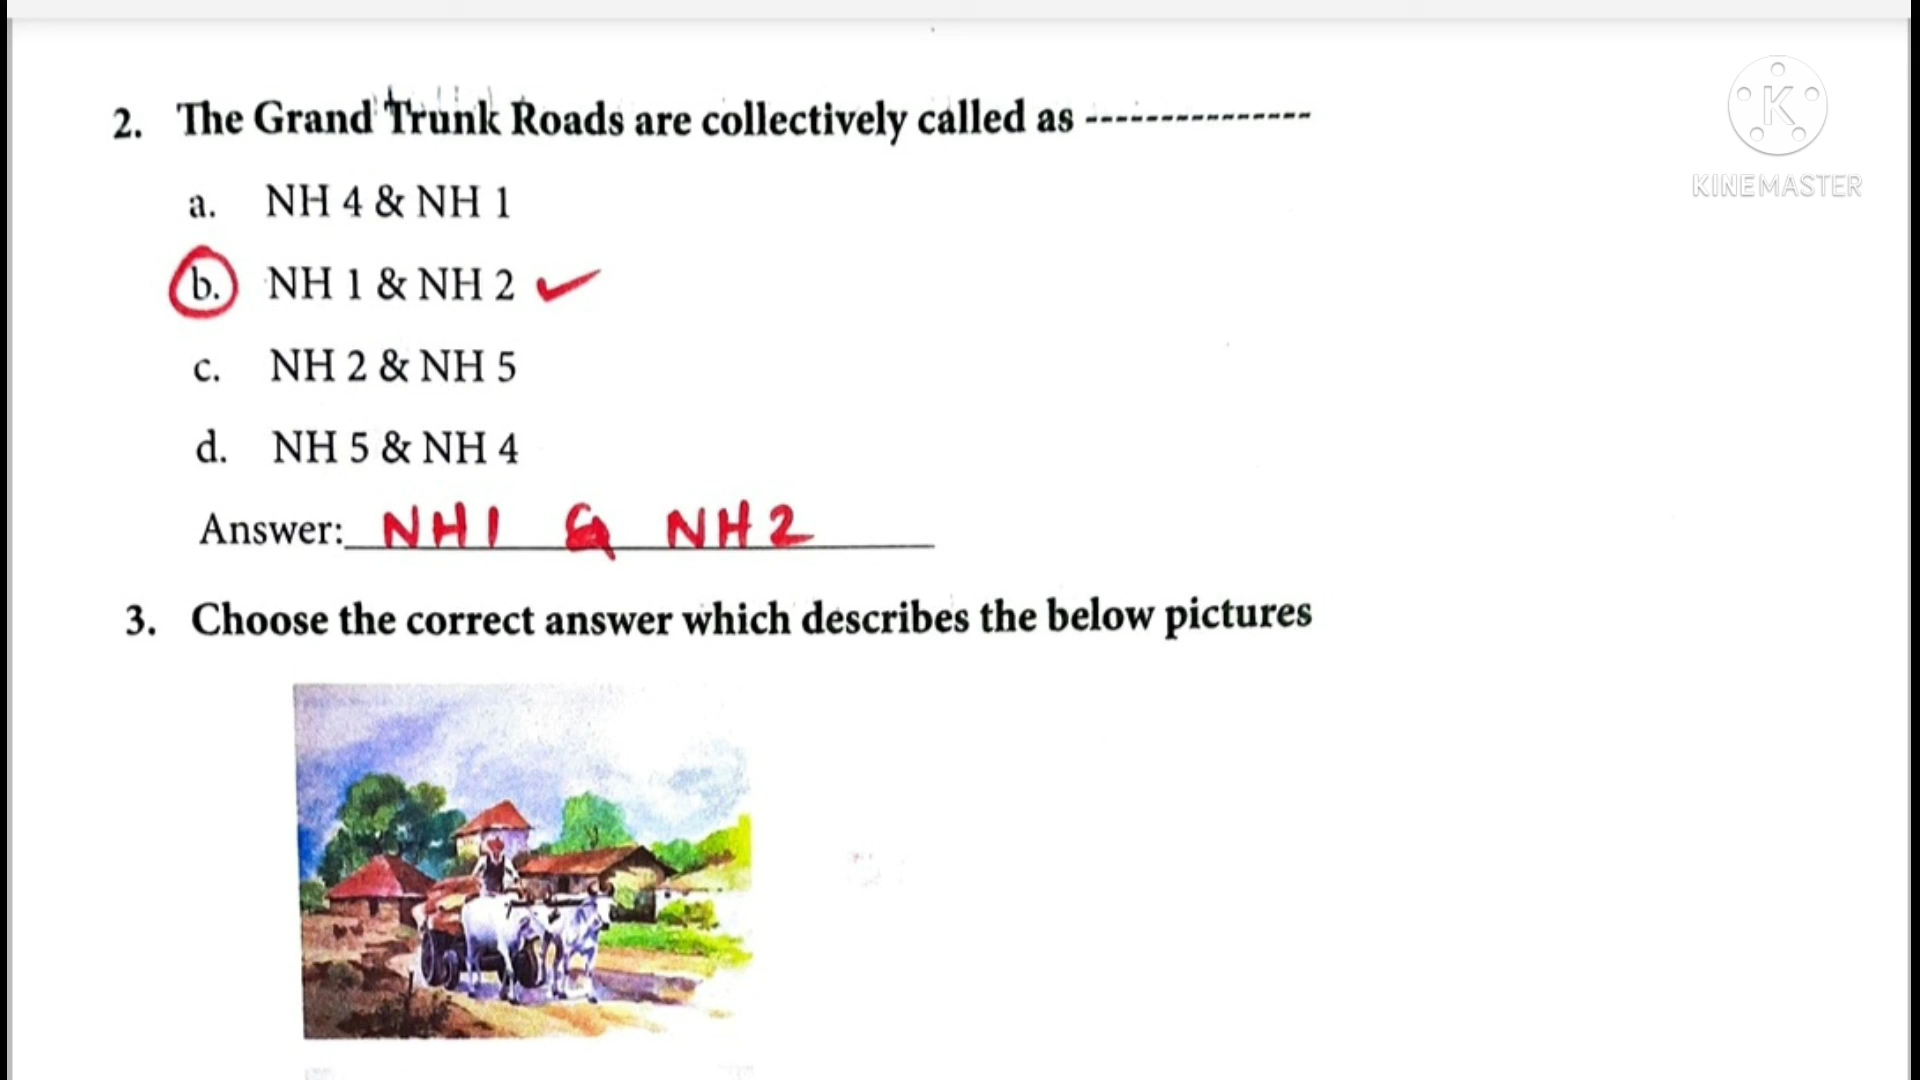 2. The Grand Trunk Roads are collectively called as ---------------
KINEMASTER
a. NH 4 & NH 1
b. NH 1 & NH 2
c. NH 2 & NH 5
d. NH 5 & NH 4
Answer: NH1 & NH2
3. Choose the correct answer which describes the below pictures